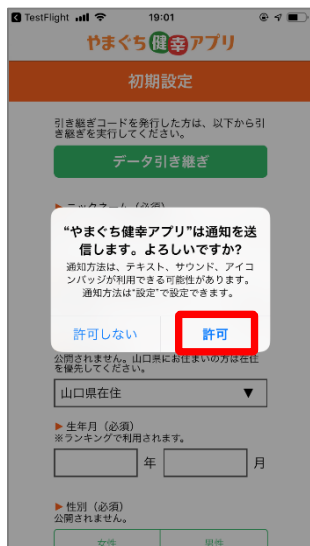 TestFlight 19:01
やまぐち健幸アプリ
初期設定
引き継ぎコードを発行した方は、以下から引
き継ぎを実行してください。
データ引き継ぎ
▶ニックネーム（必須）
"やまぐち健幸アプリ"は通知を送
信します。よろしいですか?
通知方法は、テキスト、サウンド、アイコ
ンバッジが利用できる可能性があります。
通知方法は"設定"で設定できます。
許可しない 許可
公開されません。山口県にお住まいの方は在住
を優先してください。
山口県在住 ▼
▶生年月（必須）
※ランキングで利用されます。
年 月
▶性別（必須）
公開されません。
女性 男性